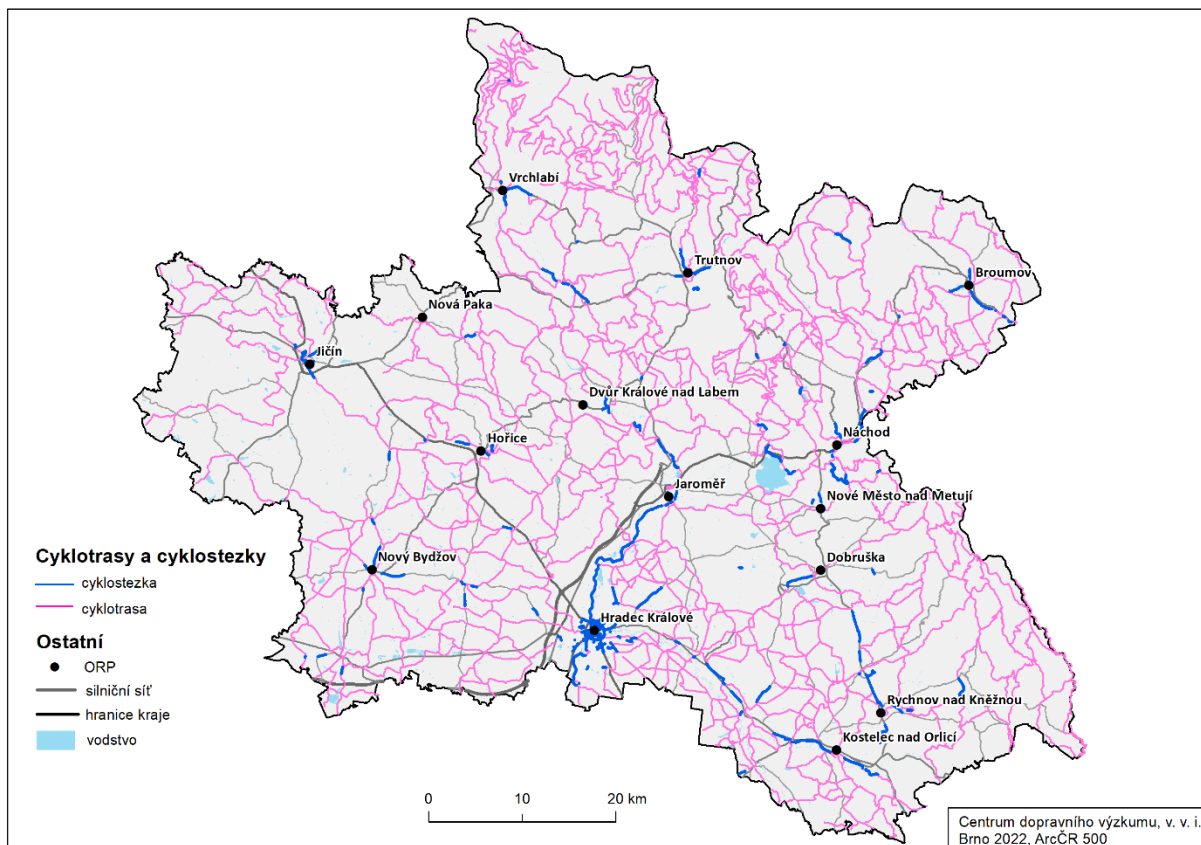 Vrchlabí
Trutnov
Broumov
Nová Paka
Jičín
Dvůr Králové nad Labem
Hořice
Náchod
Jaroměř
Nové Město nad Metují
Nový Bydžov
Dobruška
Hradec Králové
Rychnov nad Kněžnou
Kostelec nad Orlicí
Cyklotrasy a cyklostezky
cyklostezka
cyklotrasa
Ostatní
ORP
silniční síť
hranice kraje
vodstvo
0 10 20 km
Centrum dopravního výzkumu, v. v. i.
Brno 2022, ArcČR 500